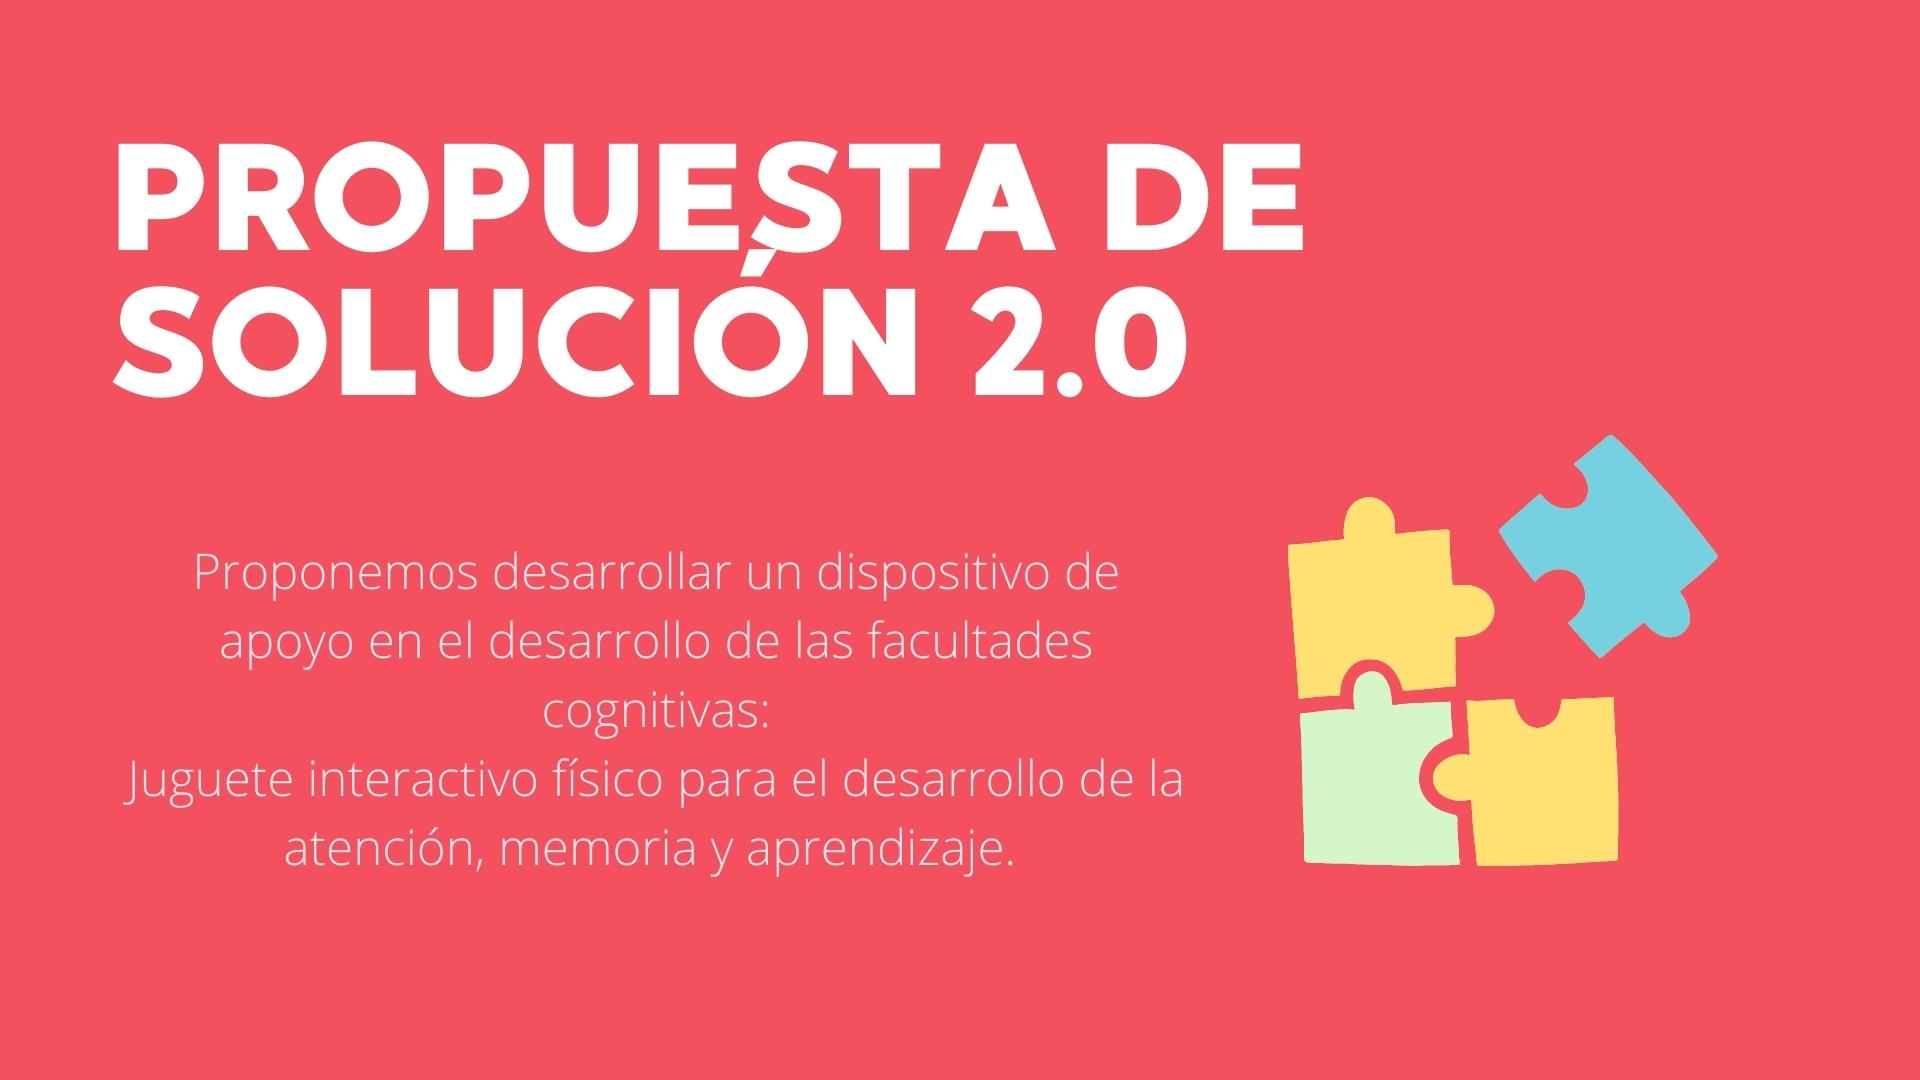 PROPUESTA DE
SOLUCIÓN 2.0
Proponemos desarrollar un dispositivo de
apoyo en el desarrollo de las facultades
cognitivas:
Juguete interactivo físico para el desarrollo de la
atención, memoria y aprendizaje.